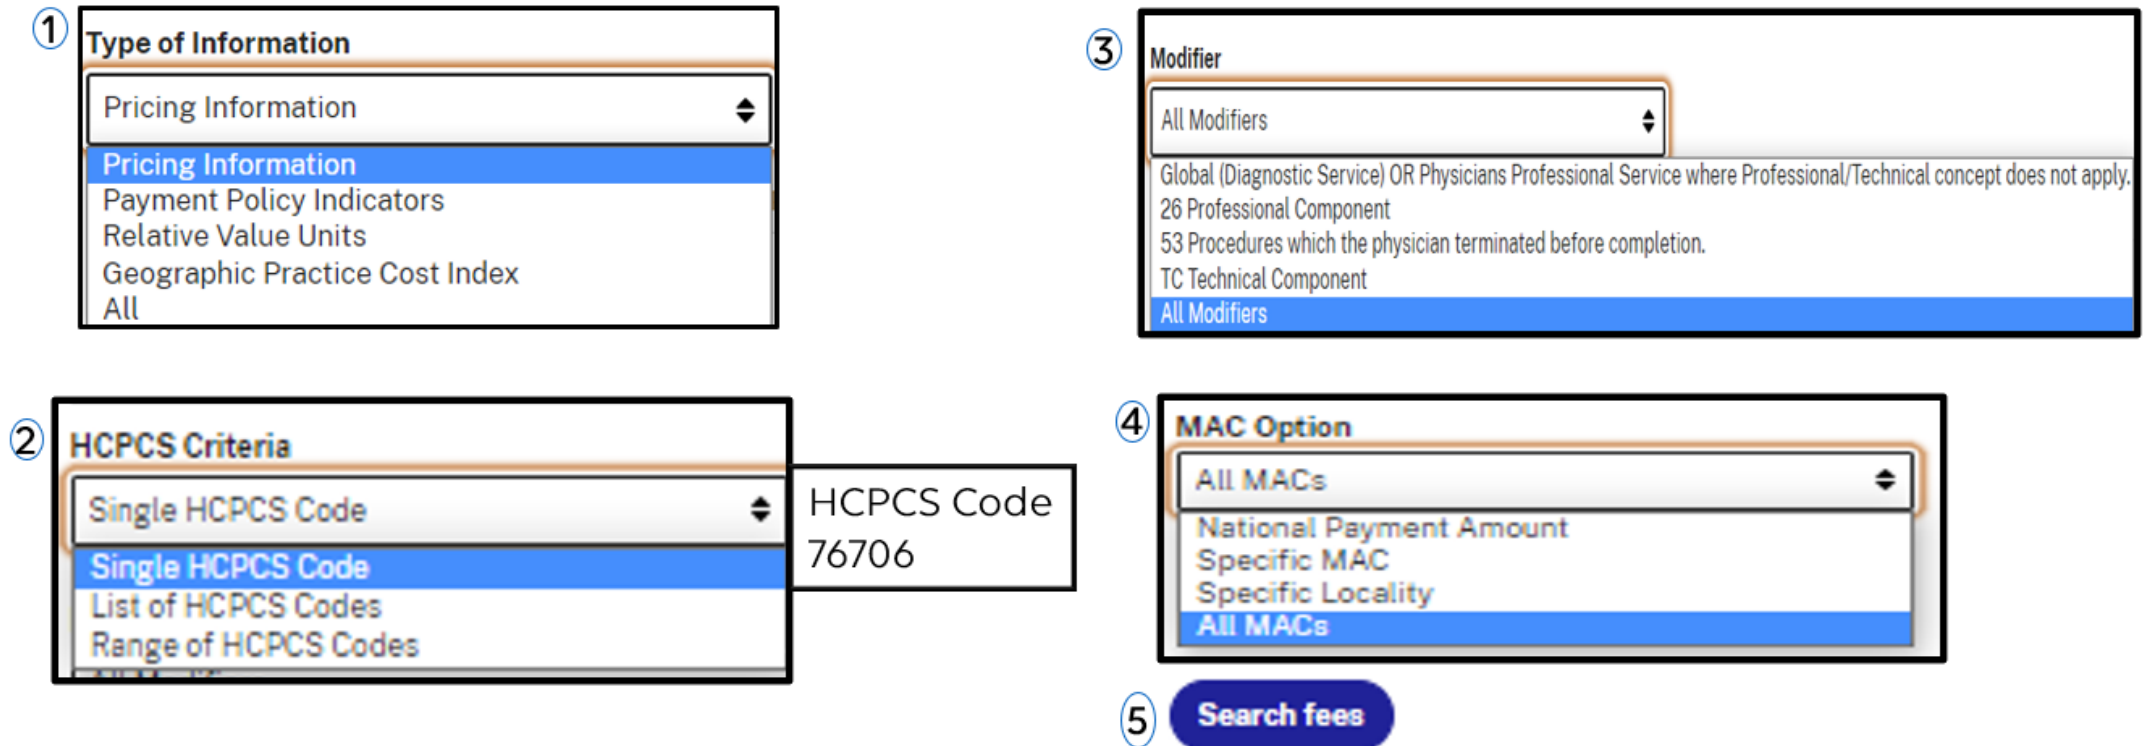 1
Type of Information
Pricing Information
Pricing Information
Payment Policy Indicators
Relative Value Units
Geographic Practice Cost Index
All
2
HCPCS Criteria
Single HCPCS Code
Single HCPCS Code
List of HCPCS Codes
Range of HCPCS Codes
HCPCS Code
76706
3
Modifier
All Modifiers
Global (Diagnostic Service) OR Physicians Professional Service where Professional/Technical concept does not apply.
26 Professional Component
53 Procedures which the physician terminated before completion.
TC Technical Component
All Modifiers
4
MAC Option
All MACs
National Payment Amount
Specific MAC
Specific Locality
All MACs
5
Search fees